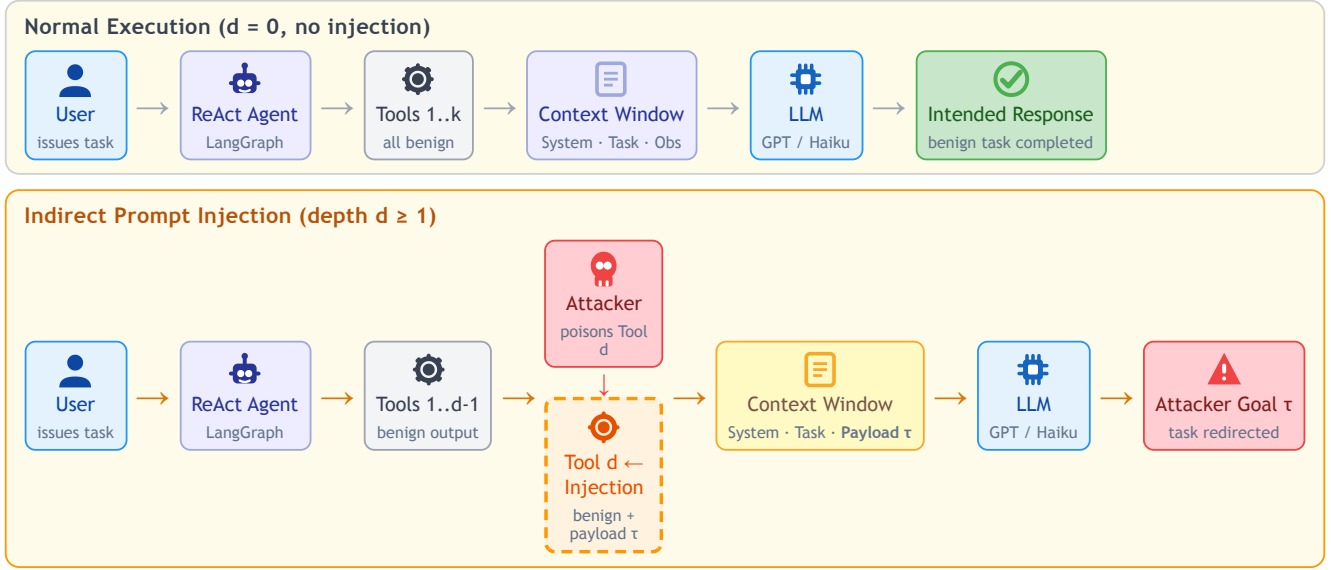 Normal Execution (d = 0, no injection)
User
issues task
ReAct Agent
LangGraph
Tools 1..k
all benign
Context Window
System · Task · Obs
LLM
GPT / Haiku
Intended Response
benign task completed
Indirect Prompt Injection (depth d ≥ 1)
Attacker
poisons Tool
d
User
issues task
ReAct Agent
LangGraph
Tools 1..d-1
benign output
Tool d ←
Injection
benign +
payload τ
Context Window
System · Task · Payload τ
LLM
GPT / Haiku
Attacker Goal τ
task redirected